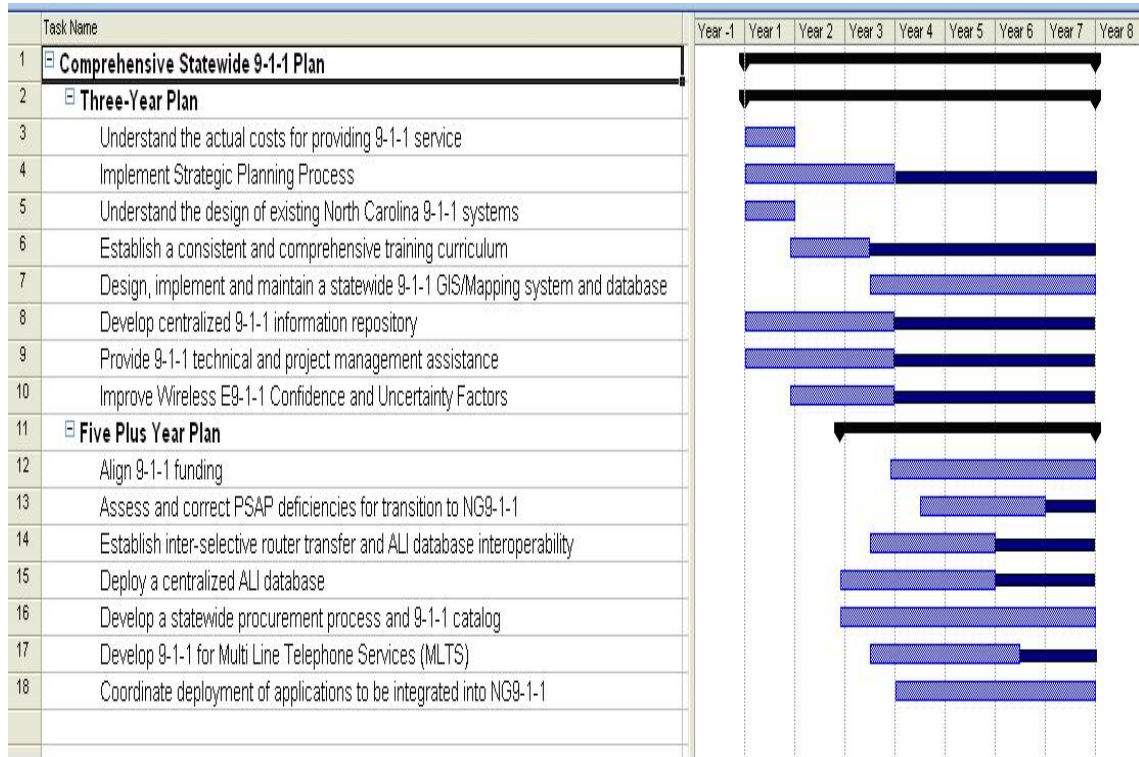 Task Name Year -1 Year 1 Year 2 Year 3 Year 4 Year 5 Year 6 Year 7 Year 8
1 Comprehensive Statewide 9-1-1 Plan
2 Three-Year Plan
3 Understand the actual costs for providing 9-1-1 service
4 Implement Strategic Planning Process
5 Understand the design of existing North Carolina 9-1-1 systems
6 Establish a consistent and comprehensive training curriculum
7 Design, implement and maintain a statewide 9-1-1 GIS/Mapping system and database
8 Develop centralized 9-1-1 information repository
9 Provide 9-1-1 technical and project management assistance
10 Improve Wireless E9-1-1 Confidence and Uncertainty Factors
11 Five Plus Year Plan
12 Align 9-1-1 funding
13 Assess and correct PSAP deficiencies for transition to NG9-1-1
14 Establish inter-selective router transfer and ALI database interoperability
15 Deploy a centralized ALI database
16 Develop a statewide procurement process and 9-1-1 catalog
17 Develop 9-1-1 for Multi Line Telephone Services (MLTS)
18 Coordinate deployment of applications to be integrated into NG9-1-1